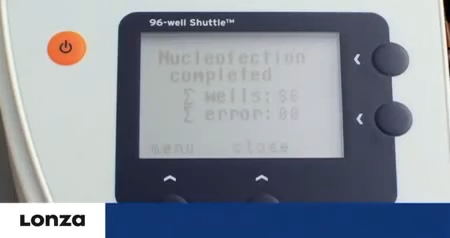 96-well Shuttle™
Nucleofection
completed
∑ wells:96
∑ error:00
menu close
Lonza